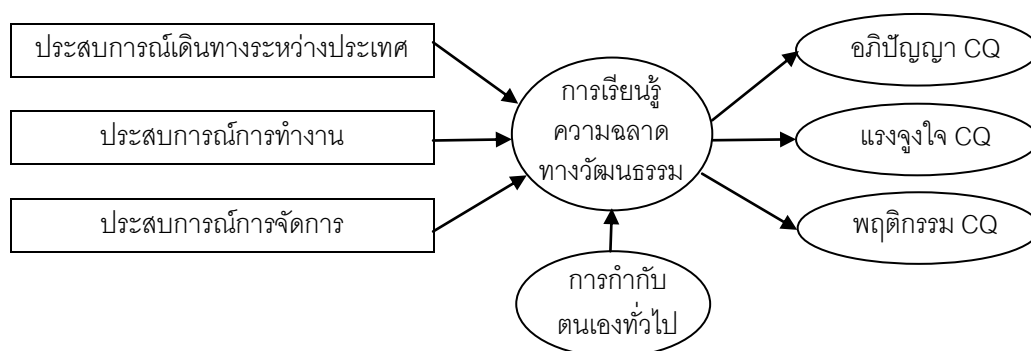 ประสบการณ์เดินทางระหว่างประเทศ
ประสบการณ์การทำงาน
ประสบการณ์การจัดการ
การเรียนรู้
ความฉลาด
ทางวัฒนธรรม
การกำกับ
ตนเองทั่วไป
อภิปัญญา CQ
แรงจูงใจ CQ
พฤติกรรม CQ